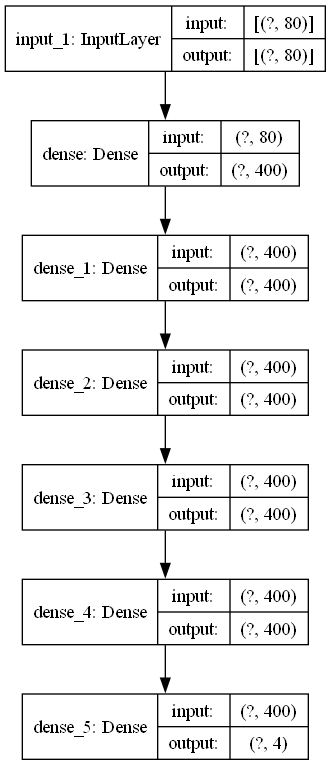 input_1: InputLayer
input: [(?, 80)]
output: [(?, 80)]
dense: Dense
input: (?, 80)
output: (?, 400)
dense_1: Dense
input: (?, 400)
output: (?, 400)
dense_2: Dense
input: (?, 400)
output: (?, 400)
dense_3: Dense
input: (?, 400)
output: (?, 400)
dense_4: Dense
input: (?, 400)
output: (?, 400)
dense_5: Dense
input: (?, 400)
output: (?, 4)